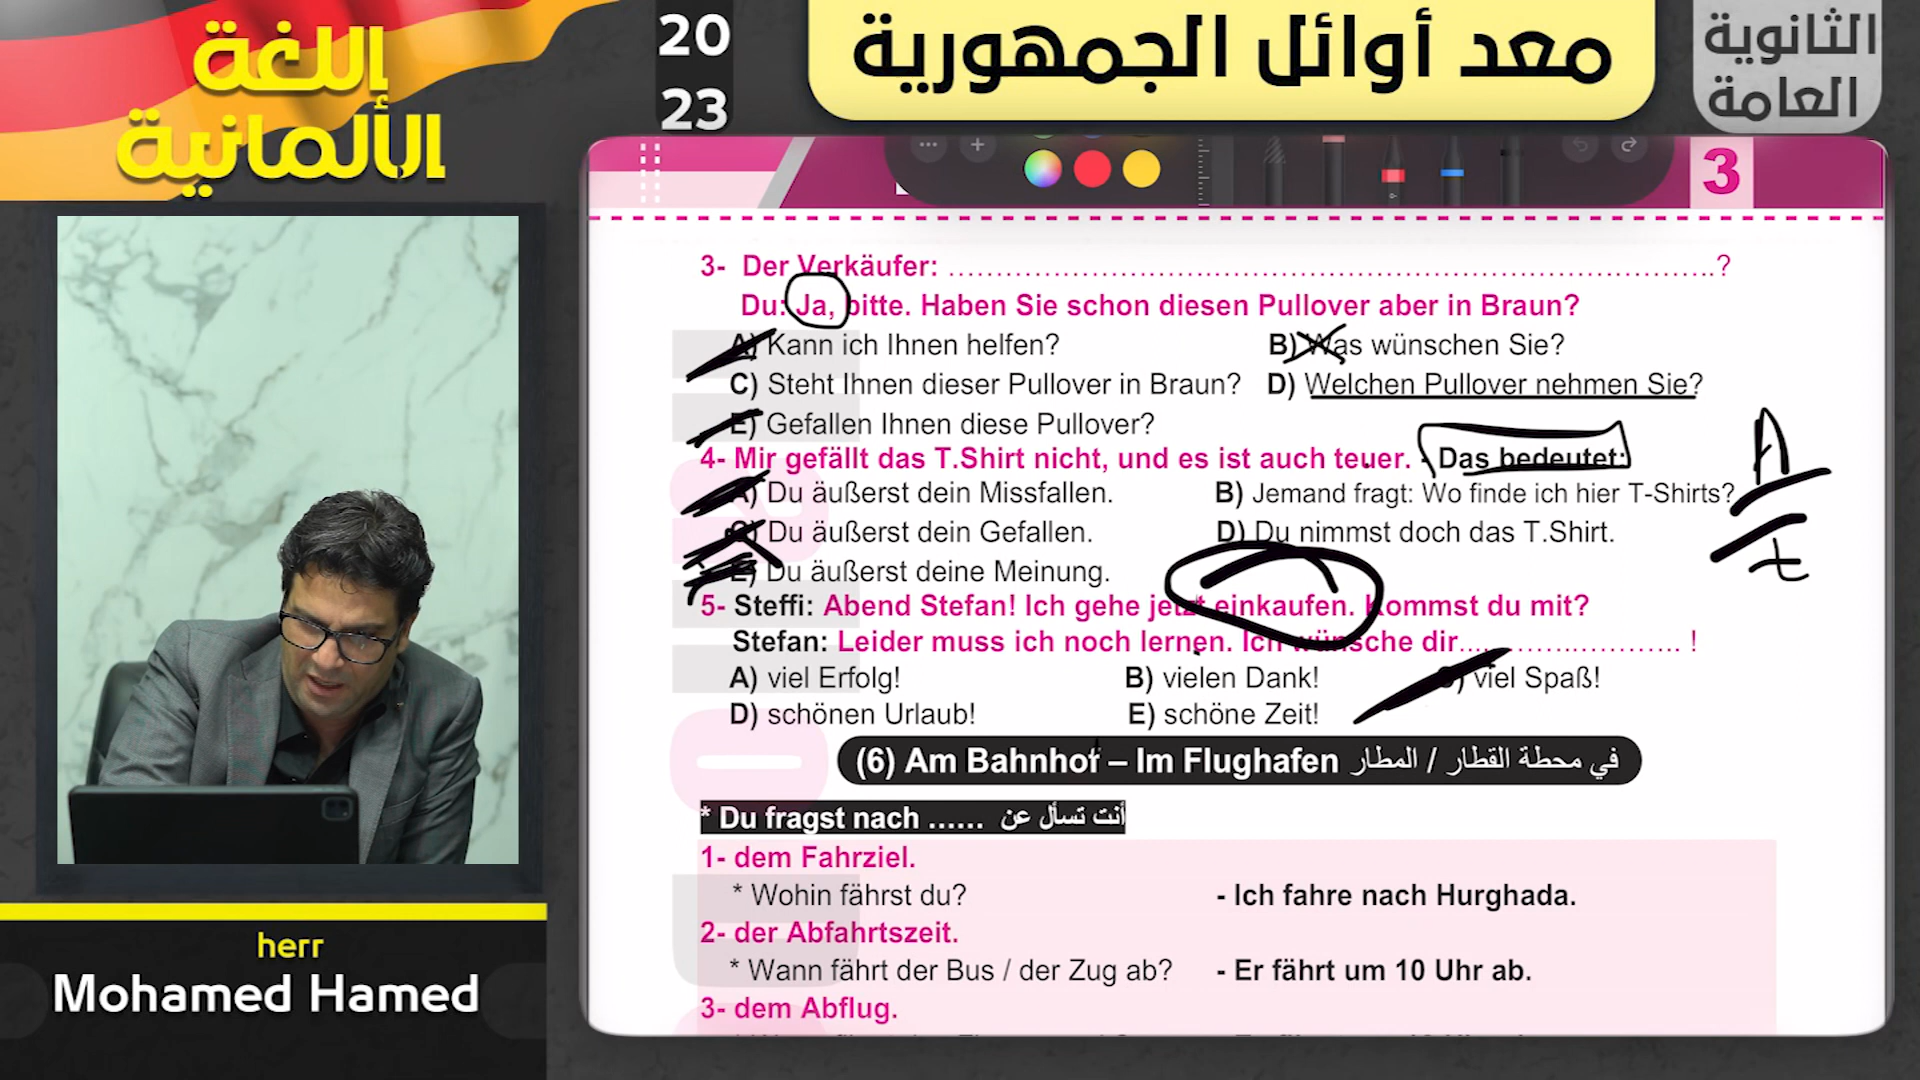 اللغة
الألمانية
20
23
معد أوائل الجمهورية
الثانوية
العامة
3
3- Der Verkäufer: ……………………………………………………………………..?
Du: Ja, bitte. Haben Sie schon diesen Pullover aber in Braun?
A) Kann ich Ihnen helfen? B) Was wünschen Sie?
C) Steht Ihnen dieser Pullover in Braun? D) Welchen Pullover nehmen Sie?
E) Gefallen Ihnen diese Pullover?
4- Mir gefällt das T.Shirt nicht, und es ist auch teuer. - Das bedeutet:
A) Du äußerst dein Missfallen. B) Jemand fragt: Wo finde ich hier T-Shirts?
C) Du äußerst dein Gefallen. D) Du nimmst doch das T.Shirt.
E) Du äußerst deine Meinung.
A
t
5- Steffi: Abend Stefan! Ich gehe jetzt einkaufen. Kommst du mit?
Stefan: Leider muss ich noch lernen. Ich wünsche dir………………….. !
A) viel Erfolg! B) vielen Dank! C) viel Spaß!
D) schönen Urlaub! E) schöne Zeit!
(6) Am Bahnhof – Im Flughafen في محطة القطار / المطار
* Du fragst nach …… أنت تسأل عن
1- dem Fahrziel.
* Wohin fährst du? - Ich fahre nach Hurghada.
2- der Abfahrtszeit.
* Wann fährt der Bus / der Zug ab? - Er fährt um 10 Uhr ab.
3- dem Abflug.
herr
Mohamed Hamed